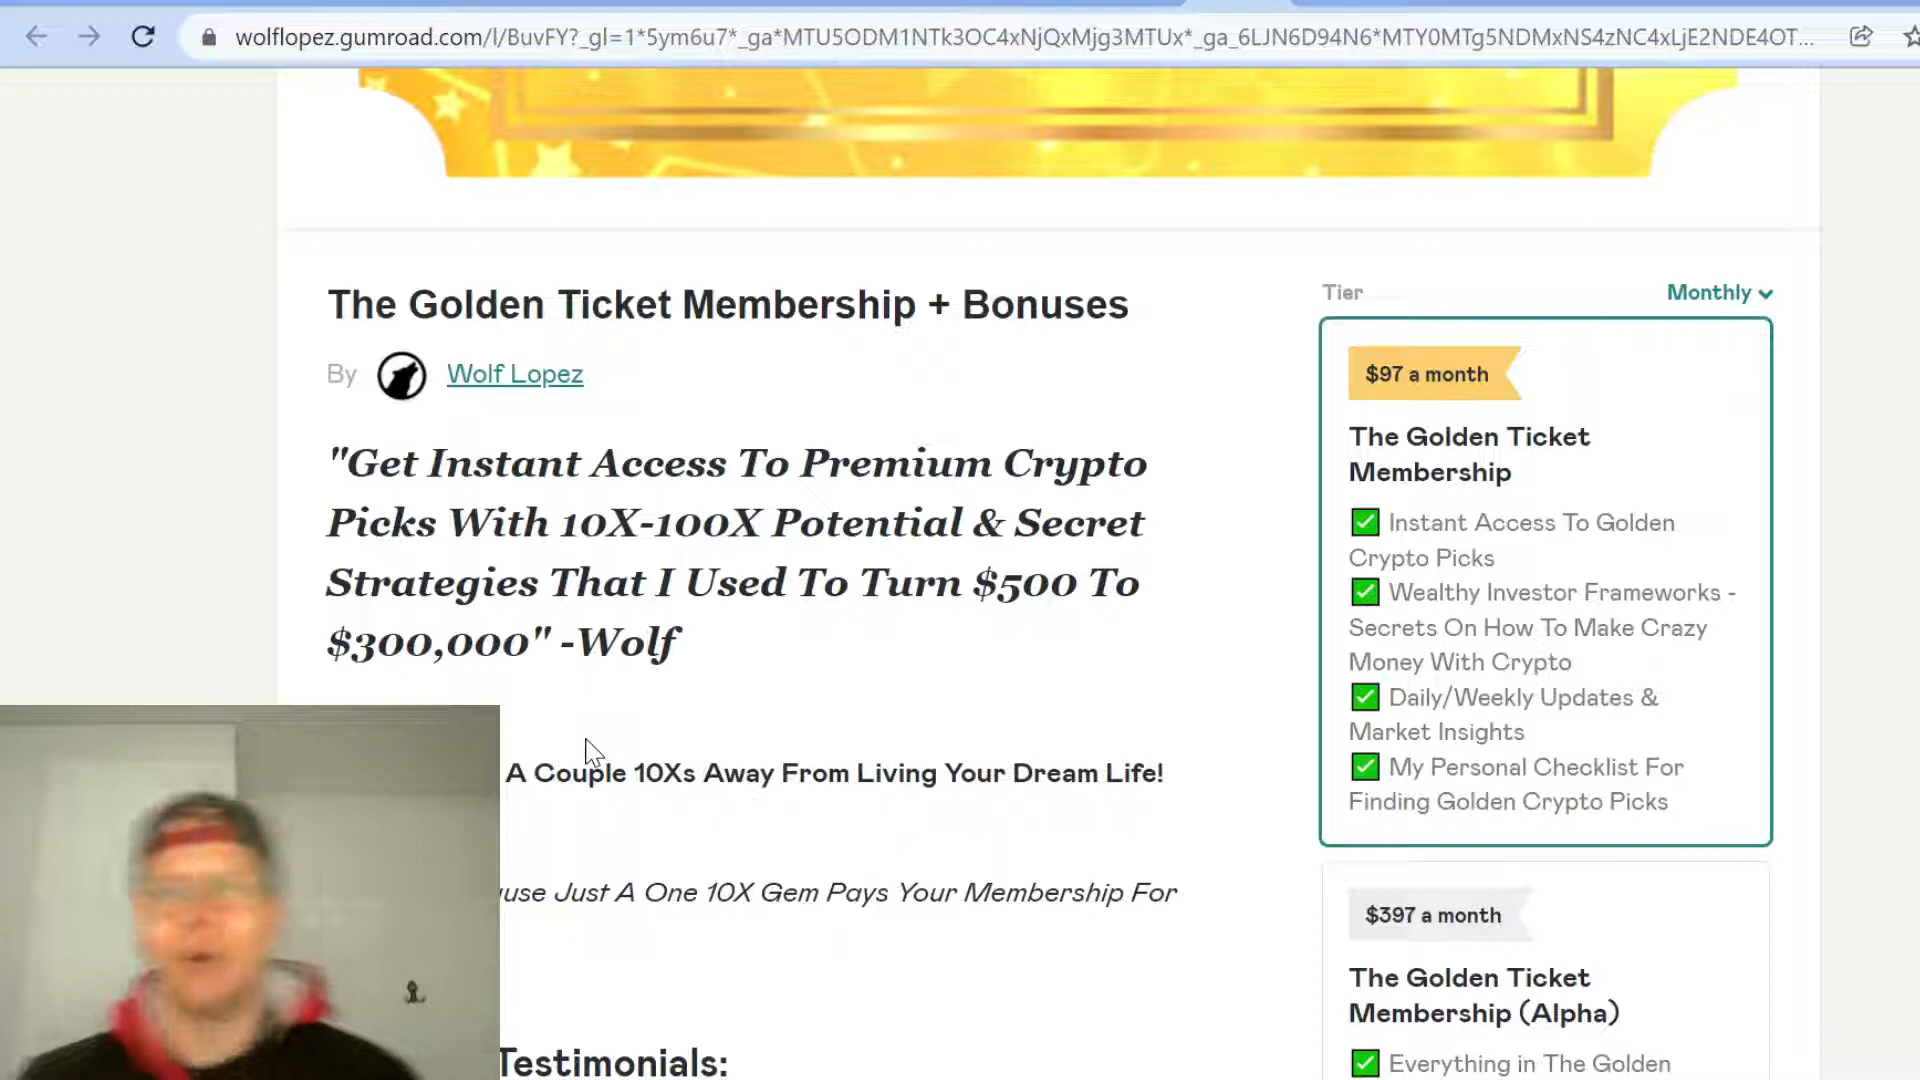 wolflopez.gumroad.com/l/BuvFY?_gl=1*5ym6u7*_ga*MTU5ODM1NTk3OC4xNjQxMjg3MTUx*_ga_6LJN6D94N6*MTY0MTg5NDMxNS4zNC4xLjE2NDE4OT...
The Golden Ticket Membership + Bonuses
By Wolf Lopez
"Get Instant Access To Premium Crypto
Picks With 10X-100X Potential & Secret
Strategies That I Used To Turn $500 To
$300,000" -Wolf
A Couple 10Xs Away From Living Your Dream Life!
use Just A One 10X Gem Pays Your Membership For
Testimonials:
Tier
Monthly
$97 a month
The Golden Ticket
Membership
✅ Instant Access To Golden
Crypto Picks
✅ Wealthy Investor Frameworks -
Secrets On How To Make Crazy
Money With Crypto
✅ Daily/Weekly Updates &
Market Insights
✅ My Personal Checklist For
Finding Golden Crypto Picks
$397 a month
The Golden Ticket
Membership (Alpha)
✅ Everything in The Golden